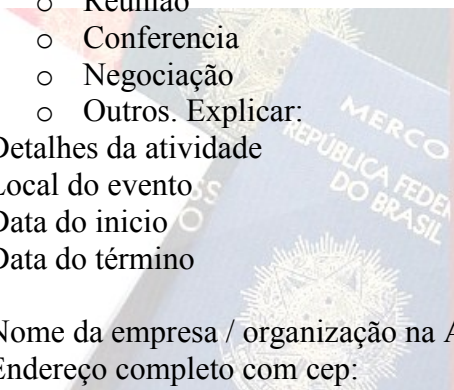 o Reunião
o Conferencia
o Negociação
o Outros. Explicar:
Detalhes da atividade
Local do evento
Data do inicio
Data do término
Nome da empresa / organização na A
Endereço completo com cep:
MERCO
REPÚBLICA FEDE
DO BRASIL